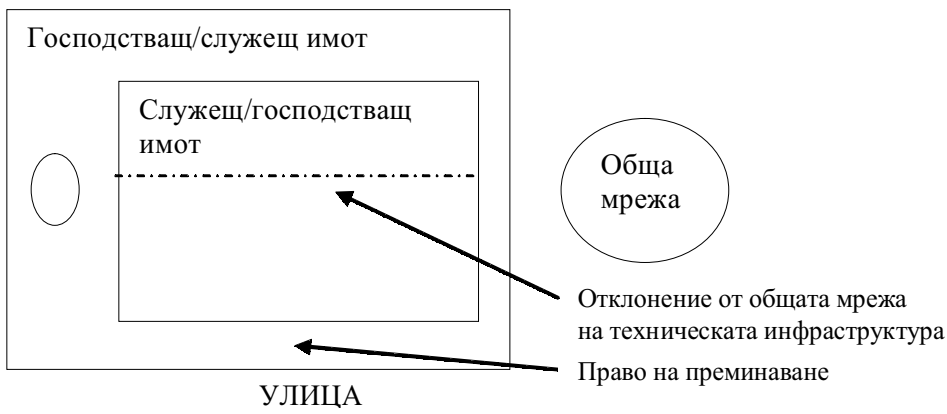 Господстващ/служещ имот
Служещ/господстващ
имот
Обща
мрежа
Отклонение от общата мрежа
на техническата инфраструктура
Право на преминаване
УЛИЦА